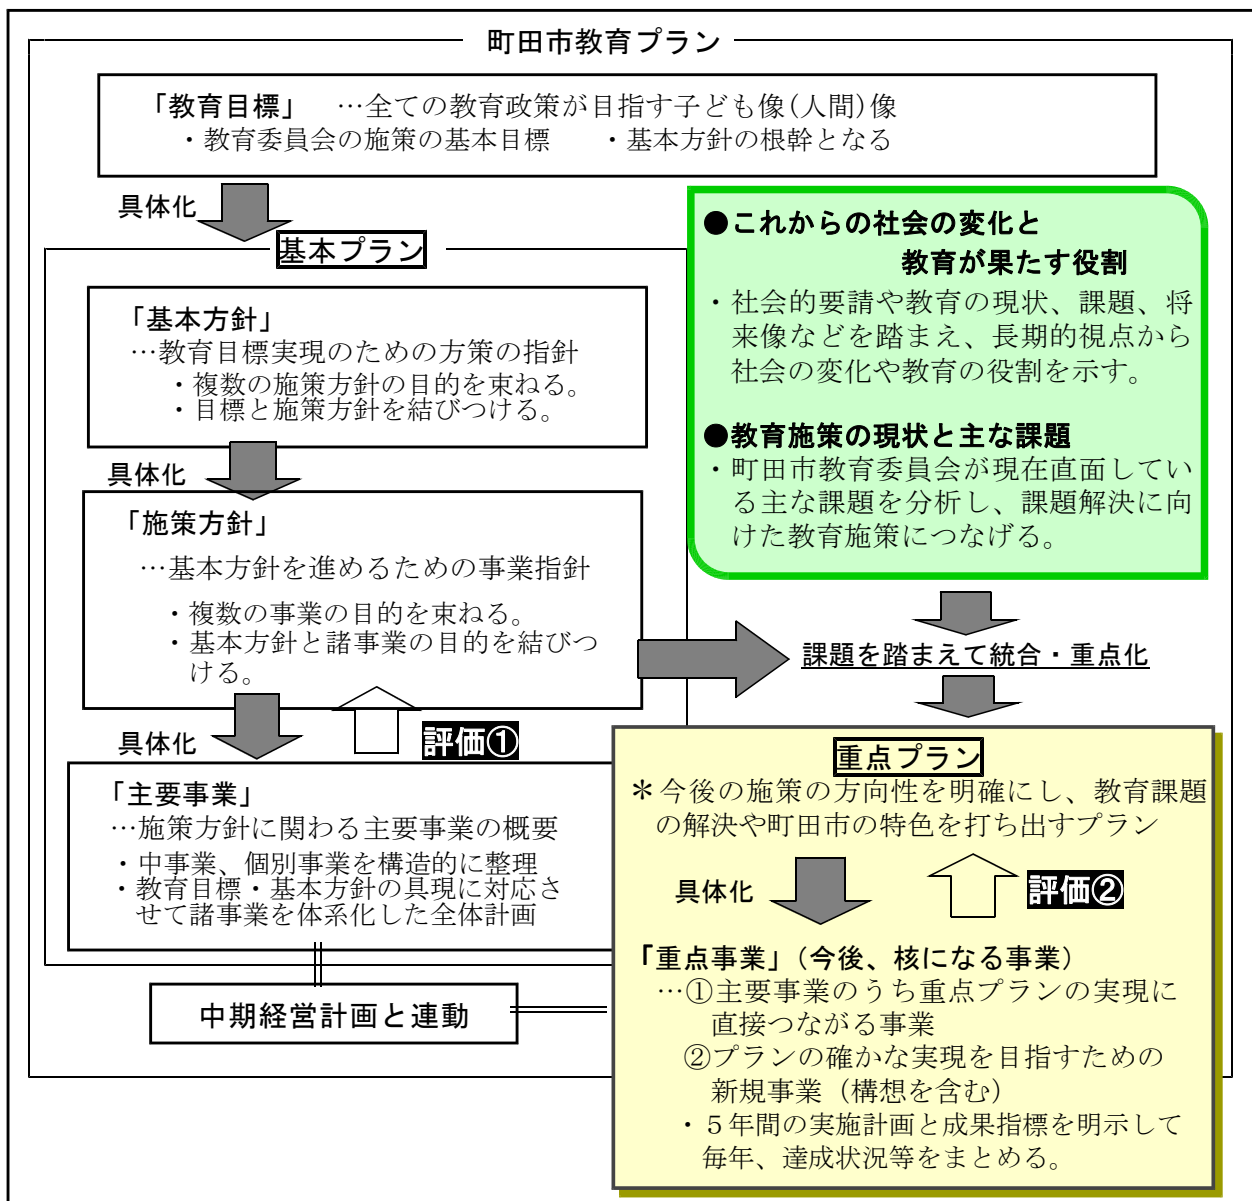 町田市教育プラン
「教育目標」 …全ての教育政策が目指す子ども像(人間)像
・教育委員会の施策の基本目標 ・基本方針の根幹となる
具体化
基本プラン
「基本方針」
…教育目標実現のための方策の指針
・複数の施策方針の目的を束ねる。
・目標と施策方針を結びつける。
具体化
「施策方針」
…基本方針を進めるための事業指針
・複数の事業の目的を束ねる。
・基本方針と諸事業の目的を結びつ
ける。
具体化
評価①
「主要事業」
…施策方針に関わる主要事業の概要
・中事業、個別事業を構造的に整理
・教育目標・基本方針の具現に対応さ
せて諸事業を体系化した全体計画
中期経営計画と連動
●これからの社会の変化と
教育が果たす役割
・社会的要請や教育の現状、課題、将
来像などを踏まえ、長期的視点から
社会の変化や教育の役割を示す。
●教育施策の現状と主な課題
・町田市教育委員会が現在直面してい
る主な課題を分析し、課題解決に向
けた教育施策につなげる。
課題を踏まえて統合・重点化
重点プラン
＊今後の施策の方向性を明確にし、教育課題
の解決や町田市の特色を打ち出すプラン
具体化
評価②
「重点事業」（今後、核になる事業）
…①主要事業のうち重点プランの実現に
直接つながる事業
②プランの確かな実現を目指すための
新規事業（構想を含む）
・５年間の実施計画と成果指標を明示して
毎年、達成状況等をまとめる。